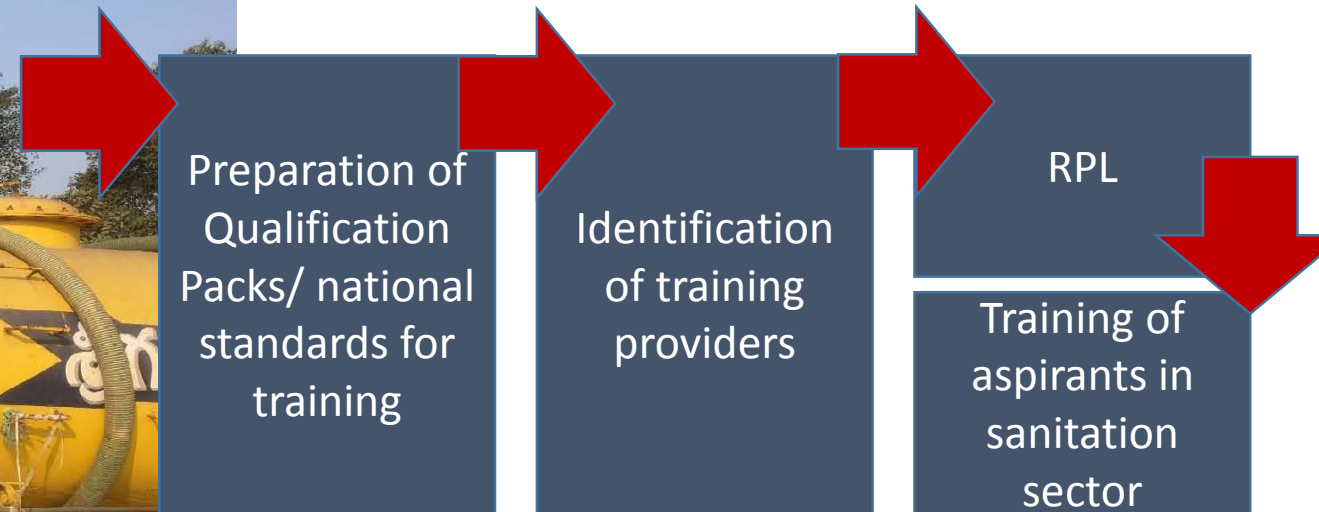 Preparation of
Qualification
Packs/ national
standards for
training
Identification
of training
providers
RPL
Training of
aspirants in
sanitation
sector